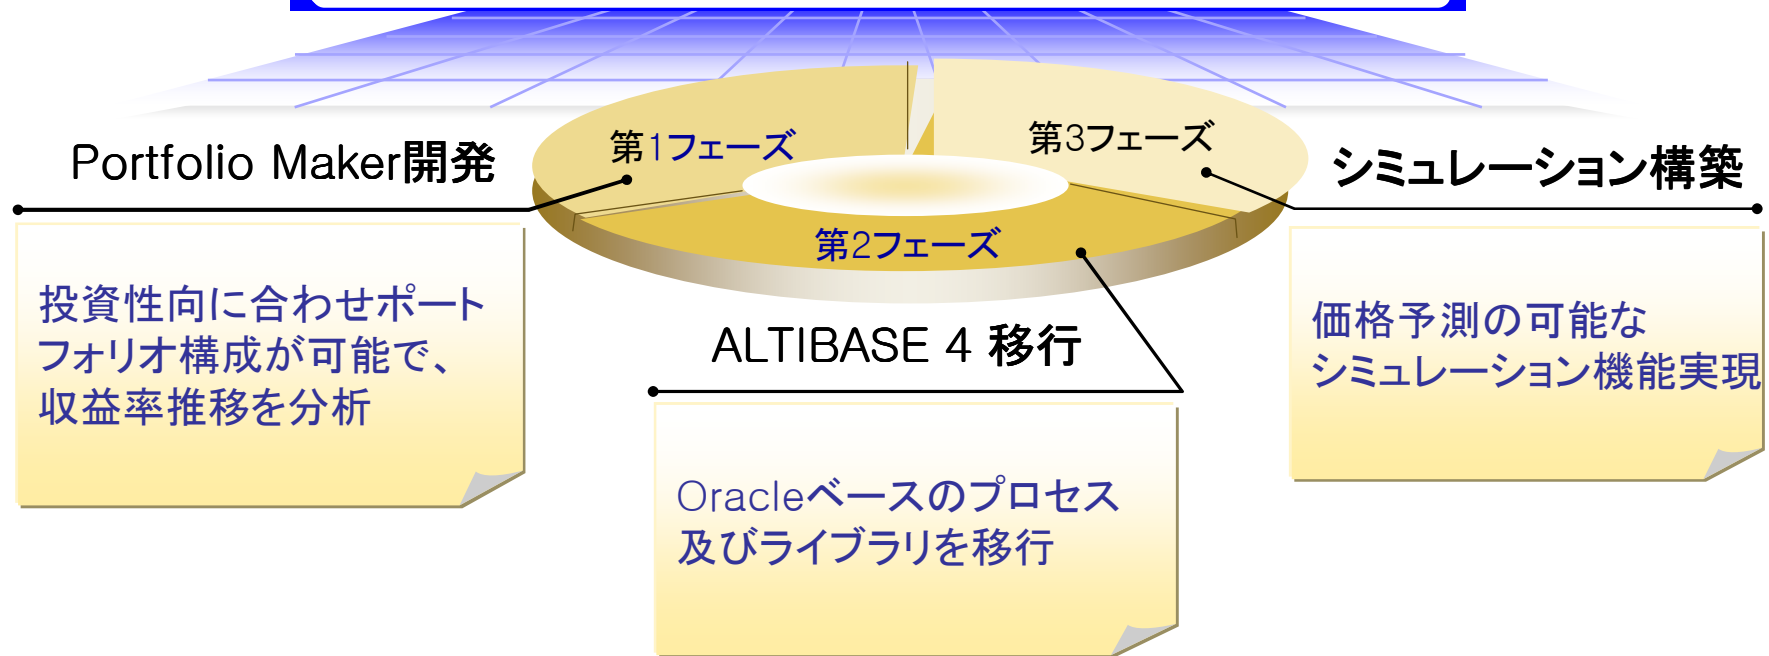 第1フェーズ
第3フェーズ
第2フェーズ
Portfolio Maker開発
投資性向に合わせポート
フォリオ構成が可能で、
収益率推移を分析
ALTIBASE 4 移行
Oracleベースのプロセス
及びライブラリを移行
シミュレーション構築
価格予測の可能な
シミュレーション機能実現